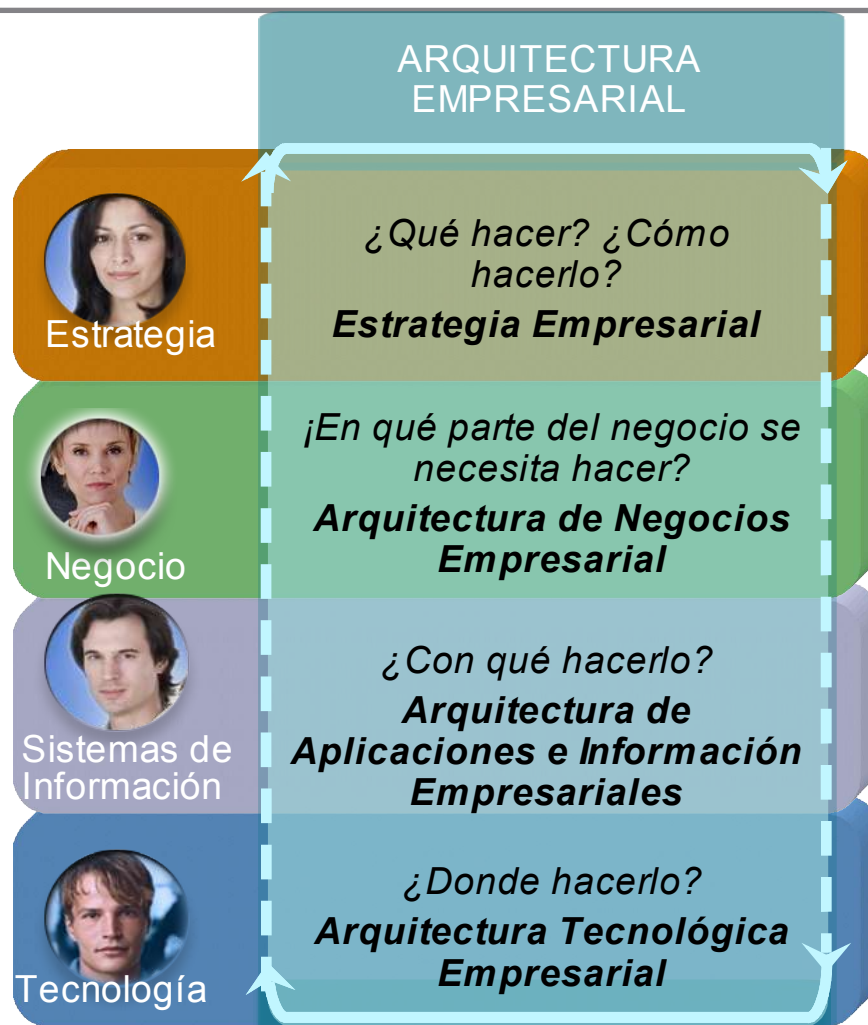 ARQUITECTURA
EMPRESARIAL
Estrategia
¿Qué hacer? ¿Cómo
hacerlo?
Estrategia Empresarial
Negocio
¡En qué parte del negocio se
necesita hacer?
Arquitectura de Negocios
Empresarial
Sistemas de
Información
¿Con qué hacerlo?
Arquitectura de
Aplicaciones e Información
Empresariales
Tecnología
¿Donde hacerlo?
Arquitectura Tecnológica
Empresarial